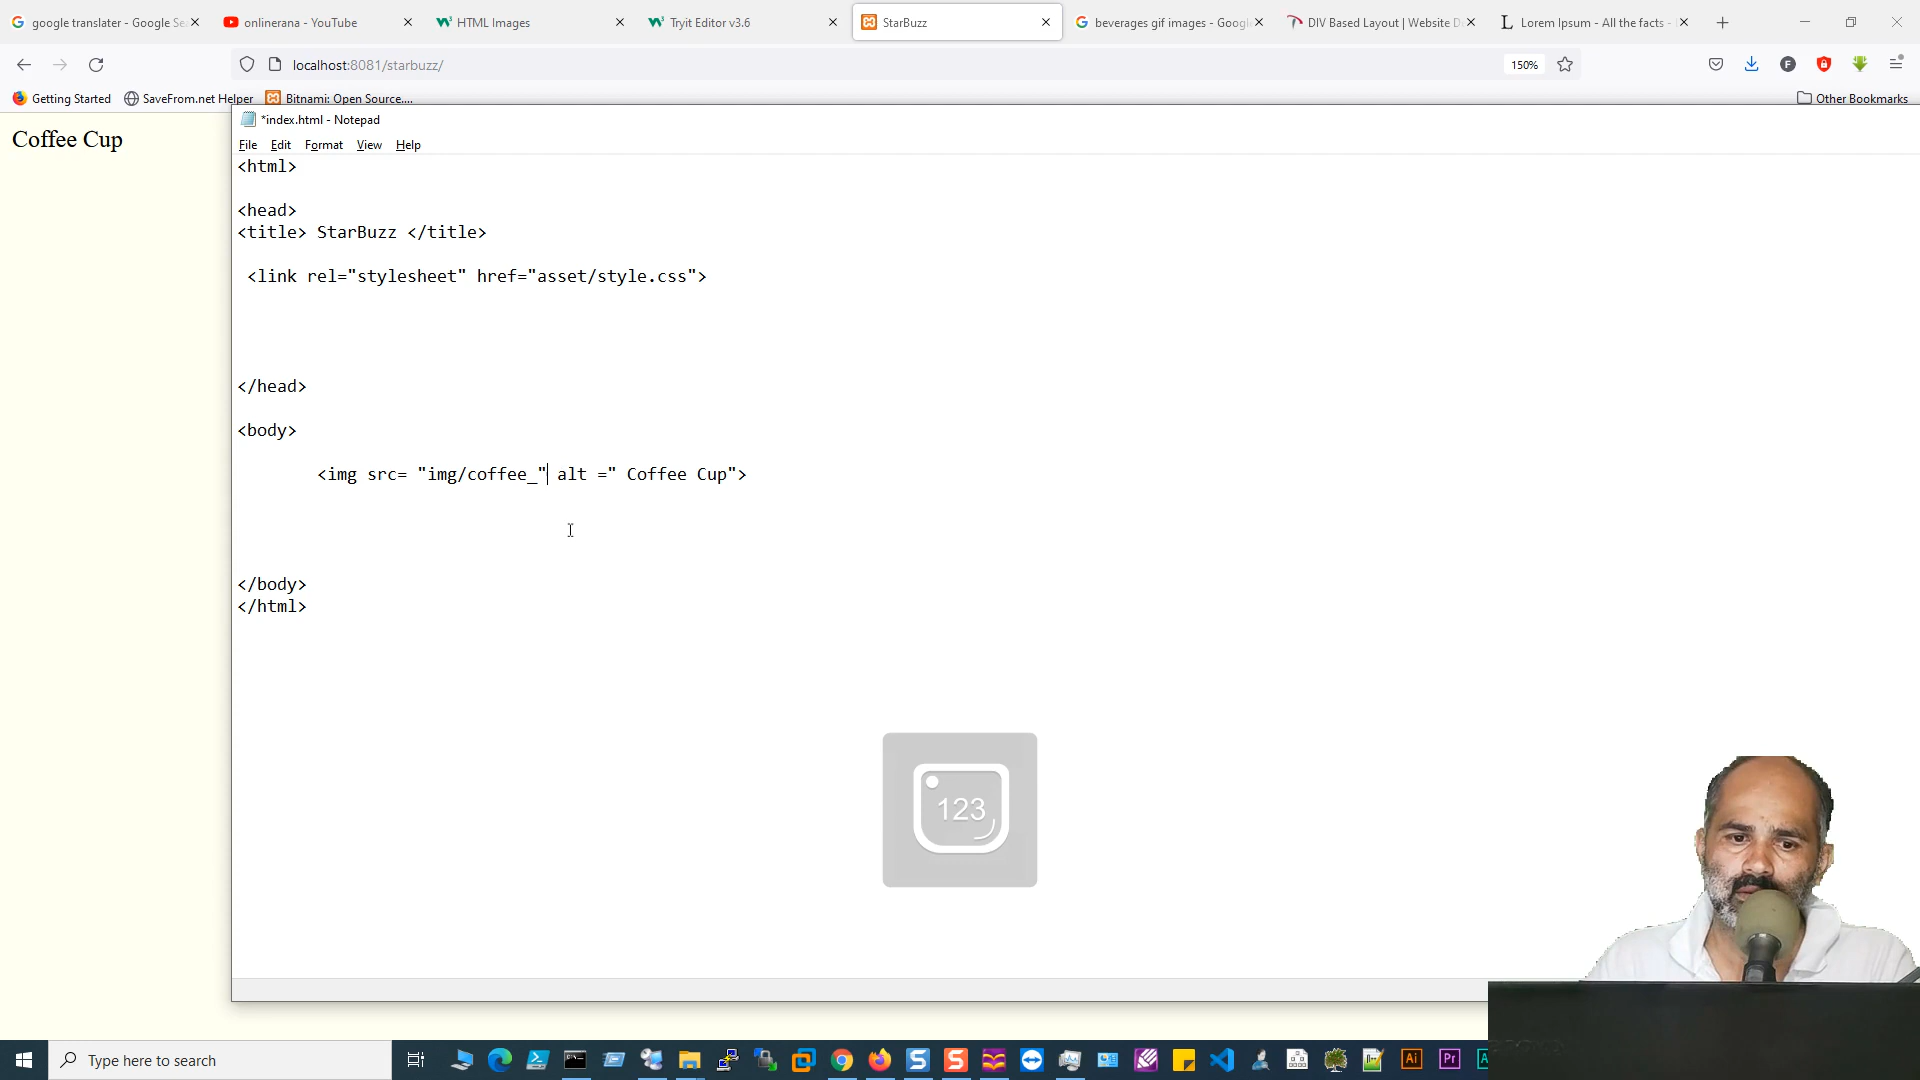 google translater - Google Se
onlinerana - YouTube
HTML Images
Tryit Editor v3.6
StarBuzz
beverages gif images - Googl
DIV Based Layout | Website D
Lorem Ipsum - All the facts -
localhost:8081/starbuzz/
150%
Getting Started
SaveFrom.net Helper
Bitnami: Open Source....
Other Bookmarks
Coffee Cup
*index.html - Notepad
File Edit Format View Help
<html>
<head>
<title> StarBuzz </title>
<link rel="stylesheet" href="asset/style.css">
</head>
<body>
<img src= "img/coffee_" alt =" Coffee Cup">
</body>
</html>
123
Type here to search
Ai
Pr